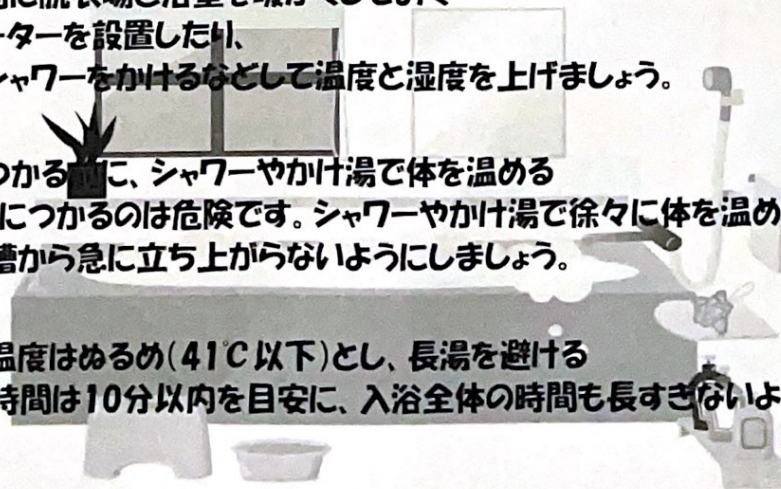 ーターを設置したり、
シャワーをかけるなどして温度と湿度を上げましょう。
つかる前に、シャワーやかけ湯で体を温める
につかるのは危険です。シャワーやかけ湯で徐々に体を温め
槽から急に立ち上がらないようにしましょう。
温度はぬるめ(41℃以下)とし、長湯を避ける
時間は10分以内を目安に、入浴全体の時間も長すぎないよ